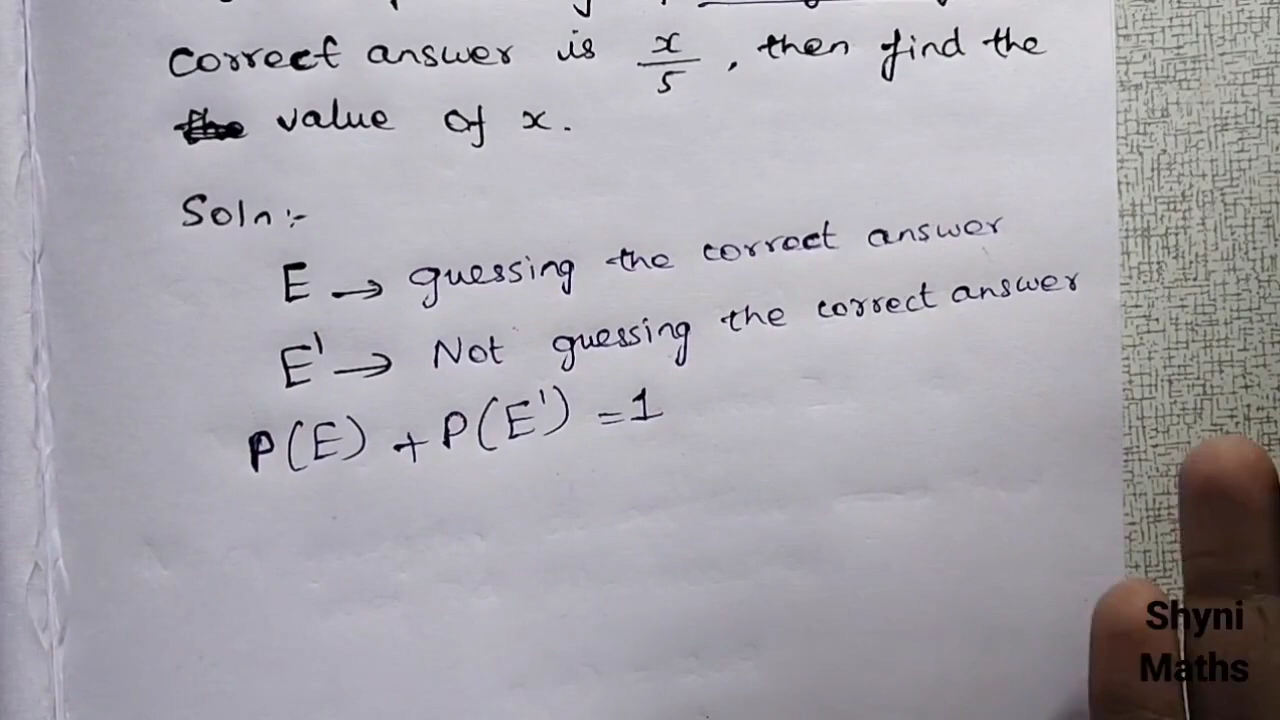 correct answer is x/5, then find the
value of x.
Soln:-
E → guessing the correct answer
E' → Not guessing the correct answer
P(E) + P(E') = 1
Shyni
Maths